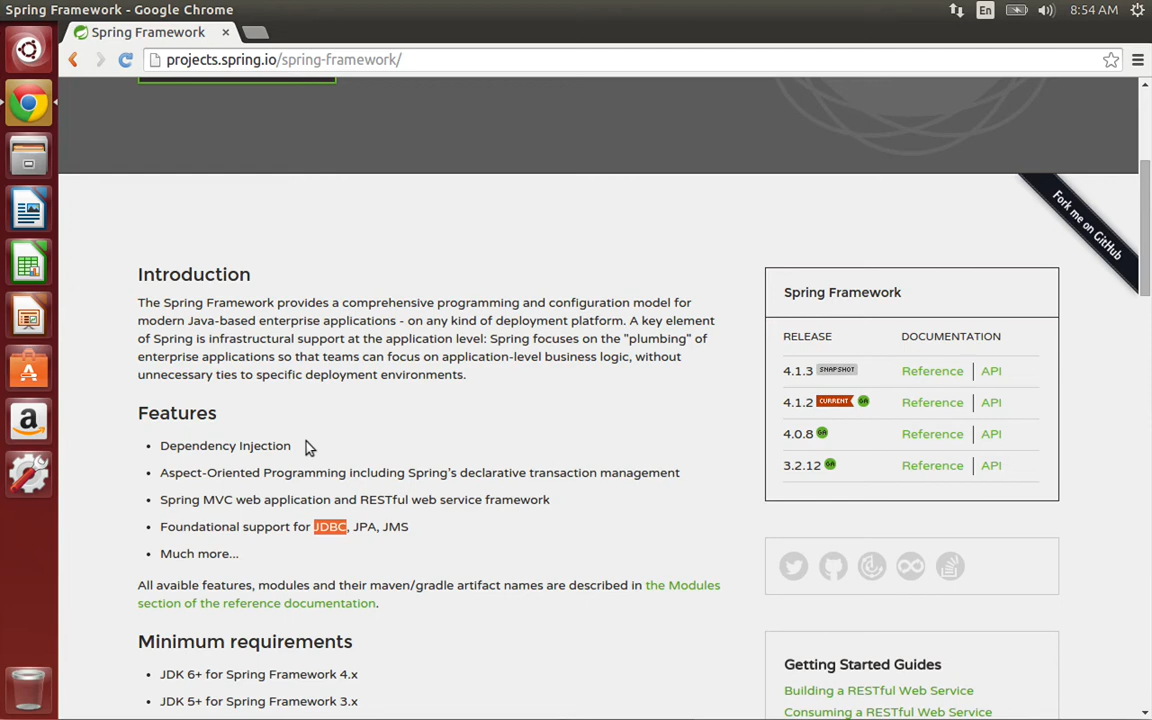 Spring Framework - Google Chrome
En
8:54 AM
Spring Framework
projects.spring.io/spring-framework/
Fork me on GitHub
Introduction
The Spring Framework provides a comprehensive programming and configuration model for
modern Java-based enterprise applications - on any kind of deployment platform. A key element
of Spring is infrastructural support at the application level: Spring focuses on the "plumbing" of
enterprise applications so that teams can focus on application-level business logic, without
unnecessary ties to specific deployment environments.
Features
• Dependency Injection
• Aspect-Oriented Programming including Spring's declarative transaction management
• Spring MVC web application and RESTful web service framework
• Foundational support for JDBC, JPA, JMS
• Much more...
All avaible features, modules and their maven/gradle artifact names are described in the Modules
section of the reference documentation.
Minimum requirements
• JDK 6+ for Spring Framework 4.x
• JDK 5+ for Spring Framework 3.x
Spring Framework
RELEASE DOCUMENTATION
4.1.3 SNAPSHOT Reference | API
4.1.2 CURRENT GA Reference | API
4.0.8 GA Reference | API
3.2.12 GA Reference | API
Getting Started Guides
Building a RESTful Web Service
Consuming a RESTful Web Service